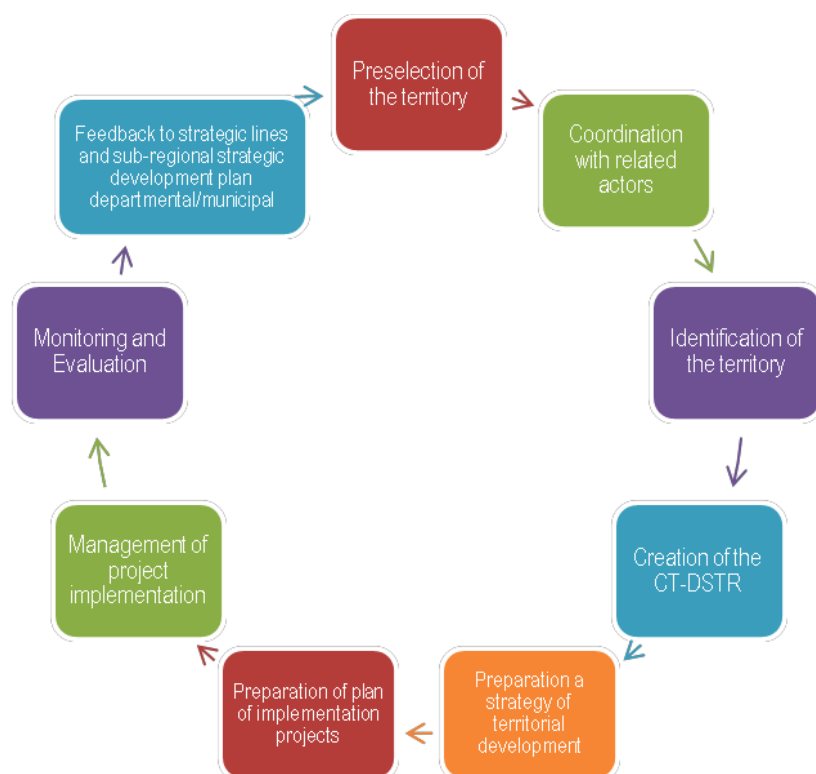 Preselection of
the territory
Coordination
with related
actors
Identification of
the territory
Creation of the
CT-DSTR
Preparation a
strategy of
territorial
development
Preparation of plan
of implementation
projects
Management of
project
implementation
Monitoring and
Evaluation
Feedback to strategic lines
and sub-regional strategic
development plan
departmental/municipal